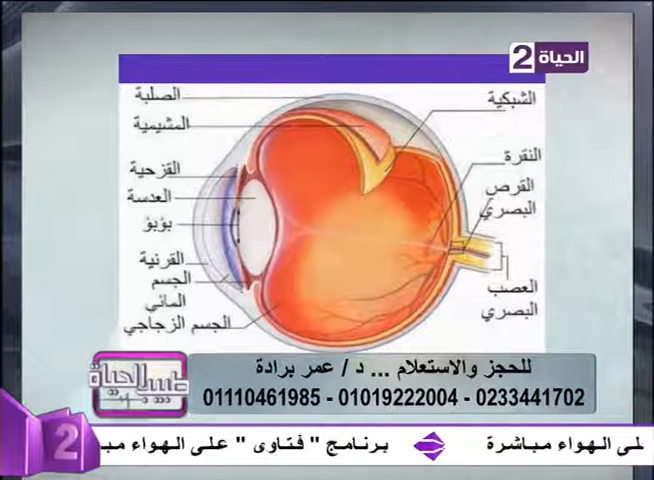 الحياة 2
الصلبة
المشيمية
القزحية
العدسة
بؤبؤ
القرنية
الجسم
المائي
الجسم الزجاجي
الشبكية
النقرة
القرص
البصري
العصب
البصري
طبيب الحياة
للحجز والاستعلام ... د / عمر برادة
01110461985 - 01019222004 - 0233441702
لى الهواء مباشرة
برنامج " فتاوى " على الهواء مب
2